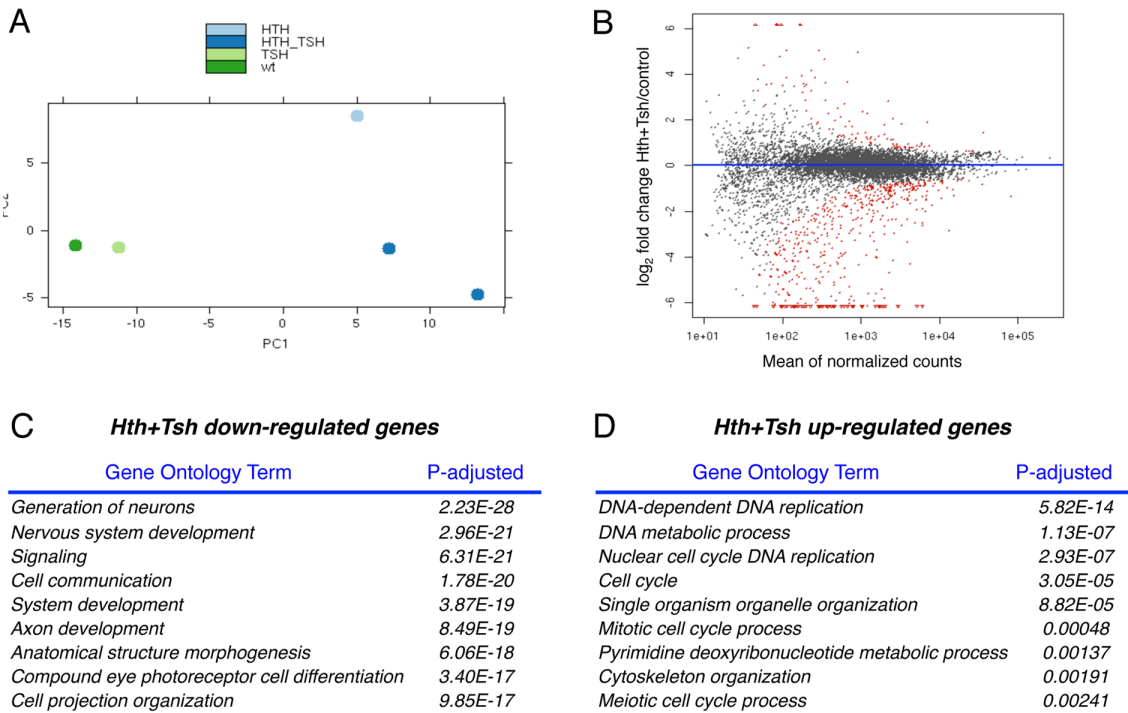 A
HTH
HTH_TSH
TSH
wt
5
0
-5
-15
-10
-5
0
5
10
PC1
B
log2 fold change Hth+Tsh/control
6
4
2
0
-2
-4
-6
1e+01
1e+02
1e+03
1e+04
1e+05
Mean of normalized counts
C
Hth+Tsh down-regulated genes
Gene Ontology Term P-adjusted
Generation of neurons 2.23E-28
Nervous system development 2.96E-21
Signaling 6.31E-21
Cell communication 1.78E-20
System development 3.87E-19
Axon development 8.49E-19
Anatomical structure morphogenesis 6.06E-18
Compound eye photoreceptor cell differentiation 3.40E-17
Cell projection organization 9.85E-17
D
Hth+Tsh up-regulated genes
Gene Ontology Term P-adjusted
DNA-dependent DNA replication 5.82E-14
DNA metabolic process 1.13E-07
Nuclear cell cycle DNA replication 2.93E-07
Cell cycle 3.05E-05
Single organism organelle organization 8.82E-05
Mitotic cell cycle process 0.00048
Pyrimidine deoxyribonucleotide metabolic process 0.00137
Cytoskeleton organization 0.00191
Meiotic cell cycle process 0.00241